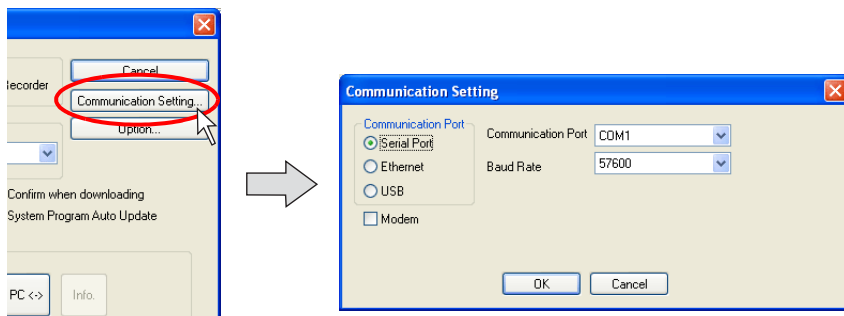 Cancel
Recorder
Communication Setting...
Option...
Confirm when downloading
System Program Auto Update
PC <->
Info.
Communication Setting
Communication Port
Serial Port
Ethernet
USB
Modem
Communication Port COM1
Baud Rate 57600
OK Cancel